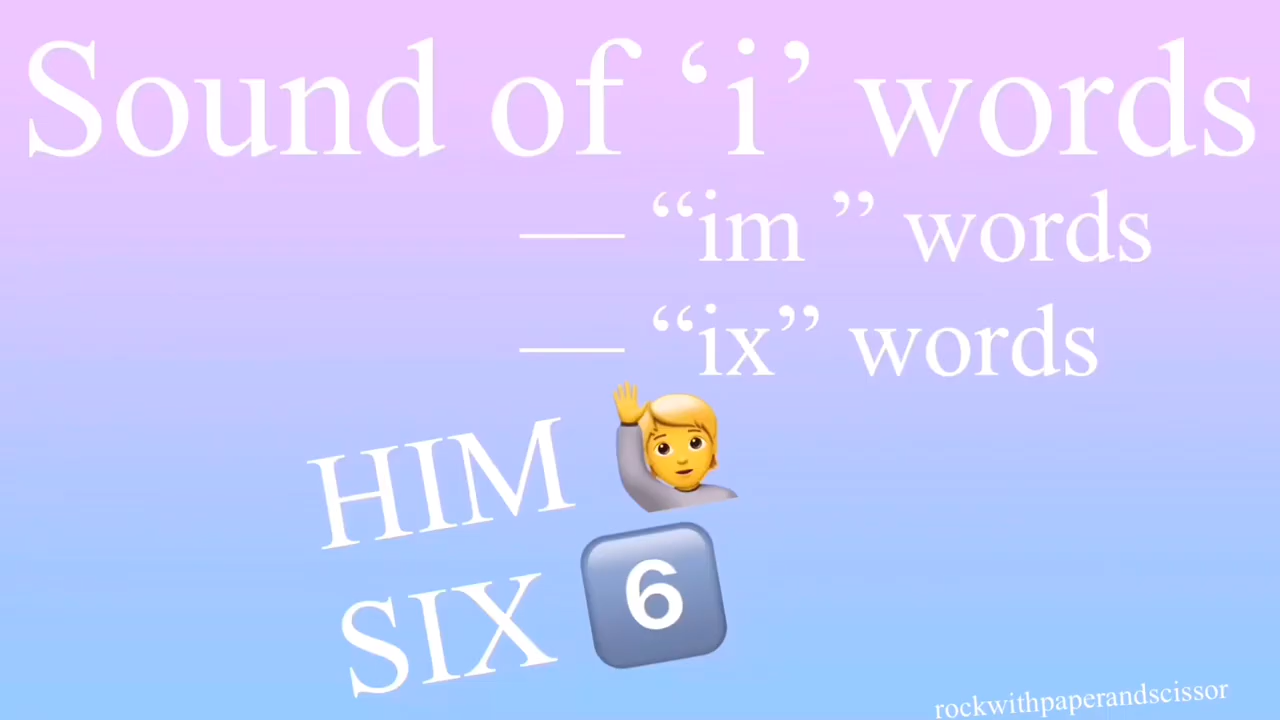 Sound of ‘i’ words
— “im ” words
— “ix” words
HIM 🙋
SIX 6️⃣
rockwithpaperandscissor